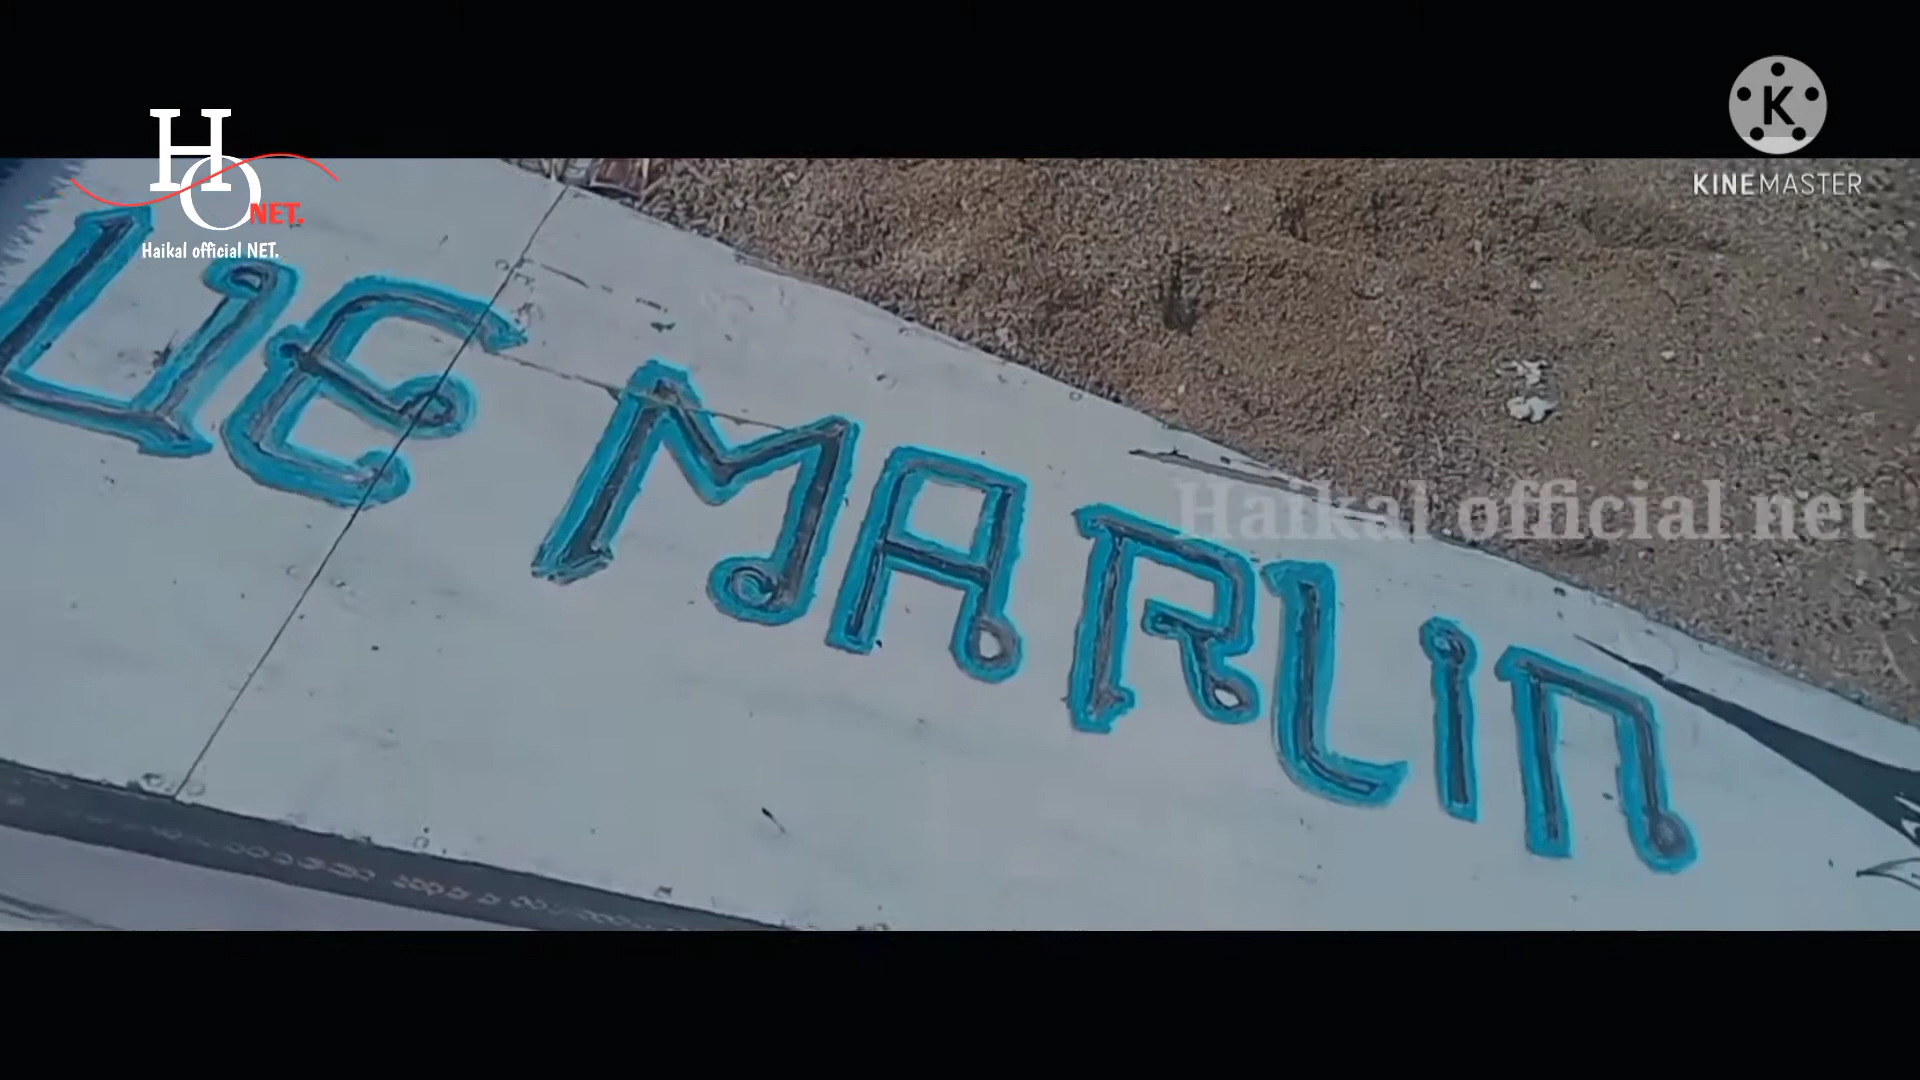 HO NET.
Haikal official NET.
K
KINEMASTER
UE MARLIN
Haikal official net